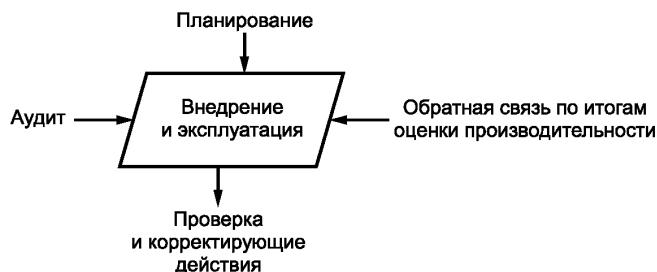 Планирование
Аудит
Внедрение
и эксплуатация
Обратная связь по итогам
оценки производительности
Проверка
и корректирующие
действия